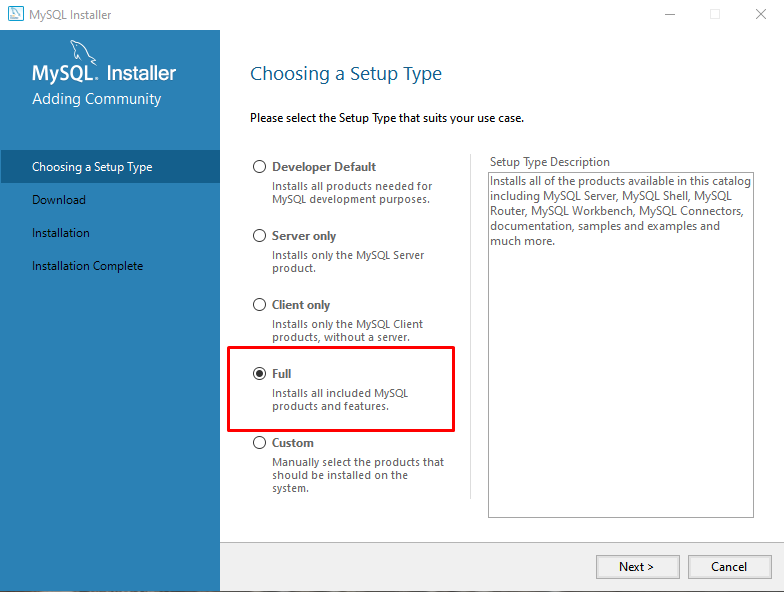 MySQL Installer
MySQL. Installer
Adding Community
Choosing a Setup Type
Download
Installation
Installation Complete
Choosing a Setup Type
Please select the Setup Type that suits your use case.
Developer Default
Installs all products needed for
MySQL development purposes.
Server only
Installs only the MySQL Server
product.
Client only
Installs only the MySQL Client
products, without a server.
Full
Installs all included MySQL
products and features.
Custom
Manually select the products that
should be installed on the
system.
Setup Type Description
Installs all of the products available in this catalog
including MySQL Server, MySQL Shell, MySQL
Router, MySQL Workbench, MySQL Connectors,
documentation, samples and examples and
much more.
Next >
Cancel